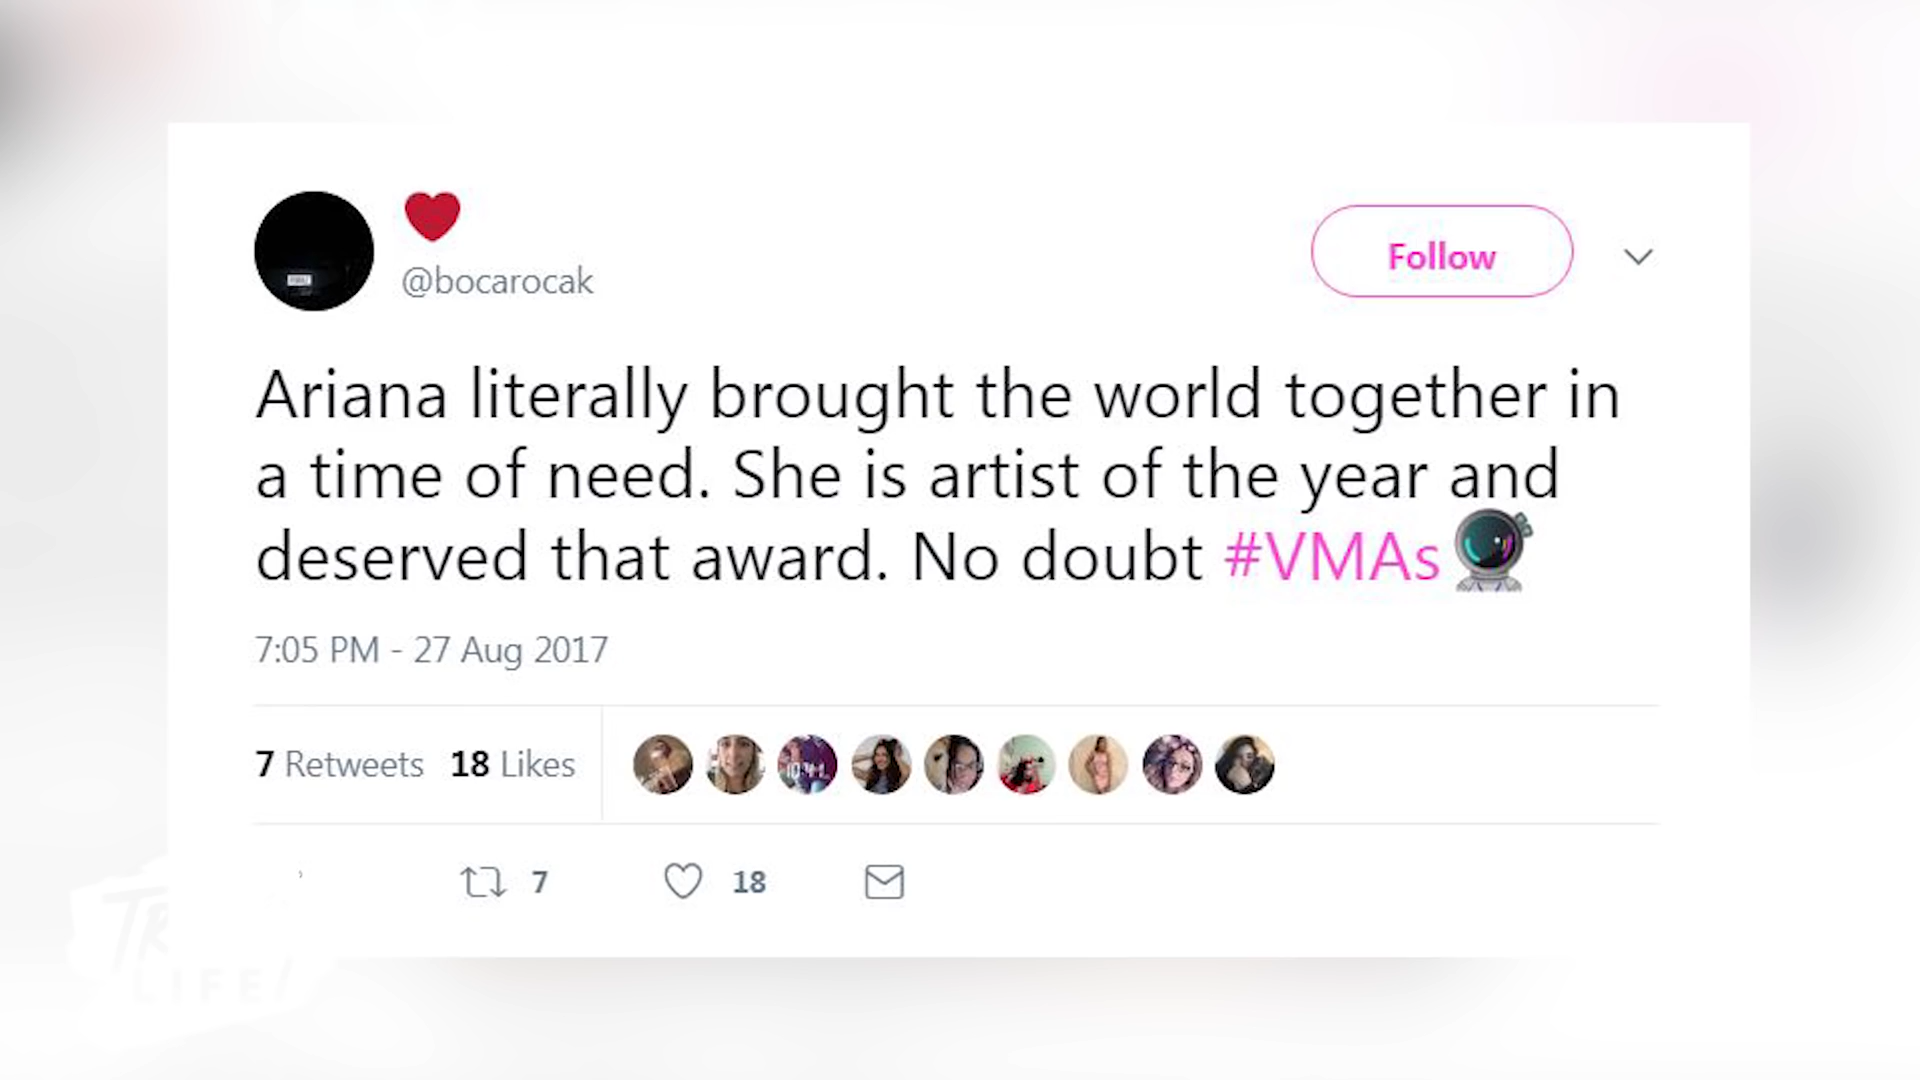 @bocarocak
Follow
Ariana literally brought the world together in
a time of need. She is artist of the year and
deserved that award. No doubt #VMAs
7:05 PM - 27 Aug 2017
7 Retweets 18 Likes
7 18
LIFE!